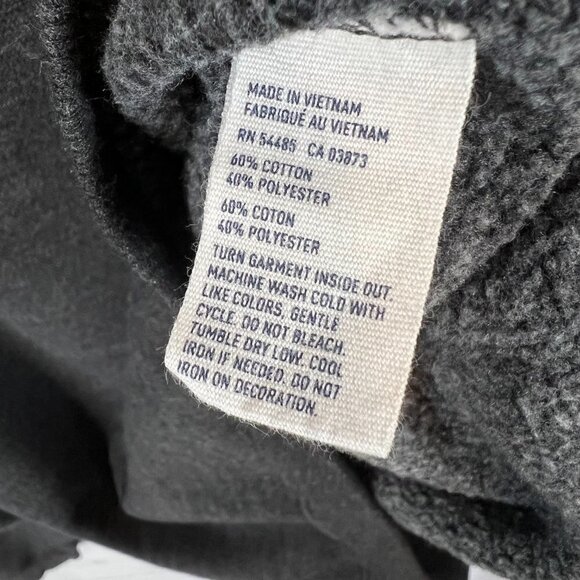 MADE IN VIETNAM
FABRIQUÉ AU VIETNAM
RN 54485 CA 03873
60% COTTON
40% POLYESTER
60% COTON
40% POLYESTER
TURN GARMENT INSIDE OUT.
MACHINE WASH COLD WITH
LIKE COLORS, GENTLE
CYCLE. DO NOT BLEACH.
TUMBLE DRY LOW. COOL
IRON IF NEEDED. DO NOT
IRON ON DECORATION.